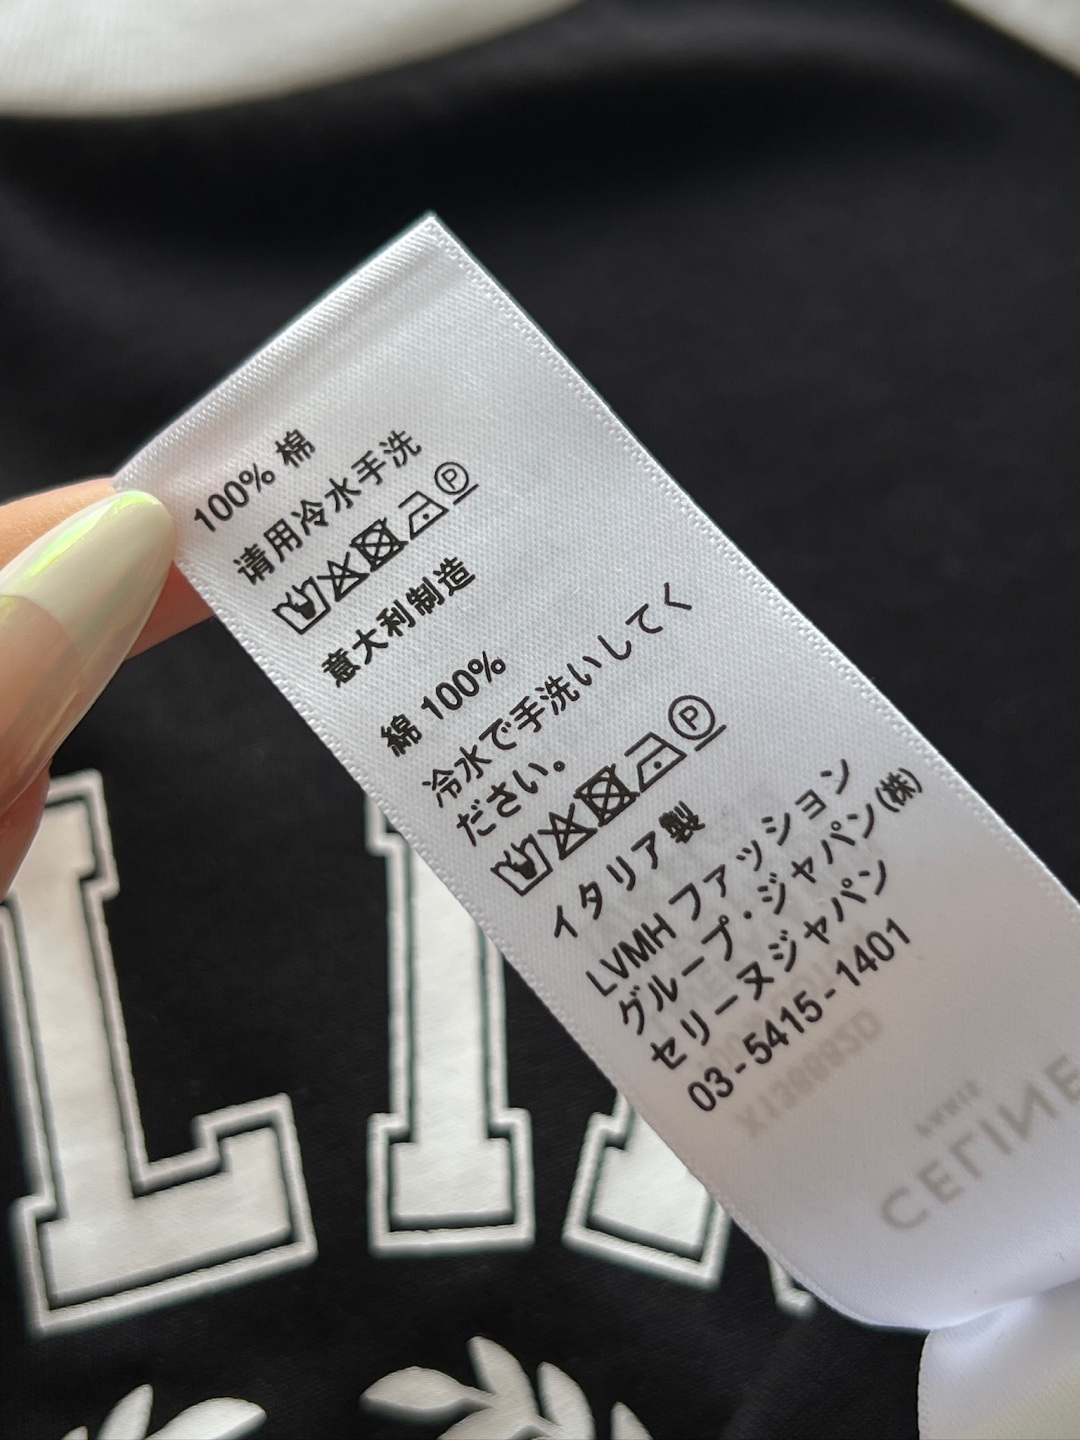 100% 棉
请用冷水手洗
P
意大利制造
綿 100%
冷水で手洗いしてく
ださい。
P
イタリア製
LVMH ファッション
グループ・ジャパン(株)
セリーヌジャパン
03-5415-1401
CELINE
PARIS
LIN